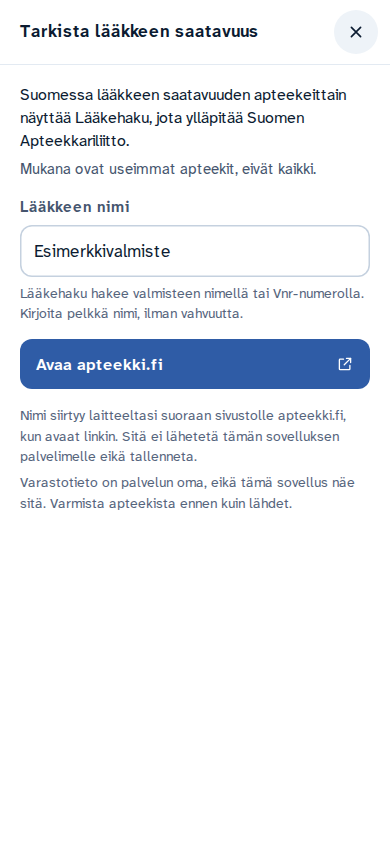 Tarkista lääkkeen saatavuus
Suomessa lääkkeen saatavuuden apteekeittain
näyttää Lääkehaku, jota ylläpitää Suomen
Apteekkariliitto.
Mukana ovat useimmat apteekit, eivät kaikki.
Lääkkeen nimi
Esimerkkivalmiste
Lääkehaku hakee valmisteen nimellä tai Vnr-numerolla.
Kirjoita pelkkä nimi, ilman vahvuutta.
Avaa apteekki.fi
Nimi siirtyy laitteeltasi suoraan sivustolle apteekki.fi,
kun avaat linkin. Sitä ei lähetetä tämän sovelluksen
palvelimelle eikä tallenneta.
Varastotieto on palvelun oma, eikä tämä sovellus näe
sitä. Varmista apteekista ennen kuin lähdet.